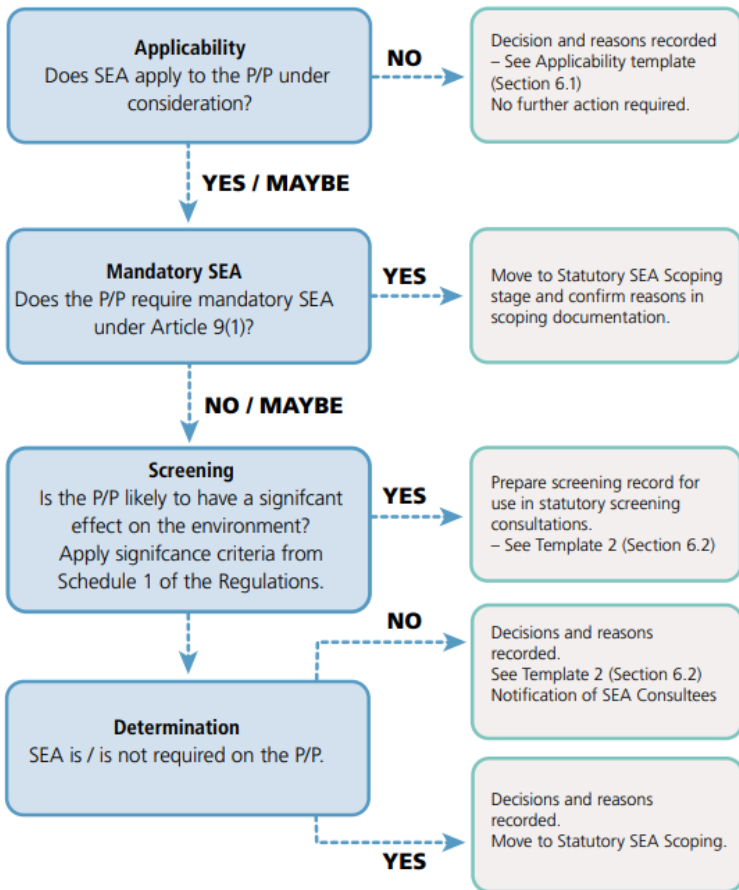 Applicability
Does SEA apply to the P/P under
consideration?
NO
Decision and reasons recorded
– See Applicability template
(Section 6.1)
No further action required.
YES / MAYBE
Mandatory SEA
Does the P/P require mandatory SEA
under Article 9(1)?
YES
Move to Statutory SEA Scoping
stage and confirm reasons in
scoping documentation.
NO / MAYBE
Screening
Is the P/P likely to have a signifcant
effect on the environment?
Apply signifcance criteria from
Schedule 1 of the Regulations.
YES
Prepare screening record for
use in statutory screening
consultations.
– See Template 2 (Section 6.2)
NO
Decisions and reasons
recorded.
See Template 2 (Section 6.2)
Notification of SEA Consultees
Determination
SEA is / is not required on the P/P.
YES
Decisions and reasons
recorded.
Move to Statutory SEA Scoping.